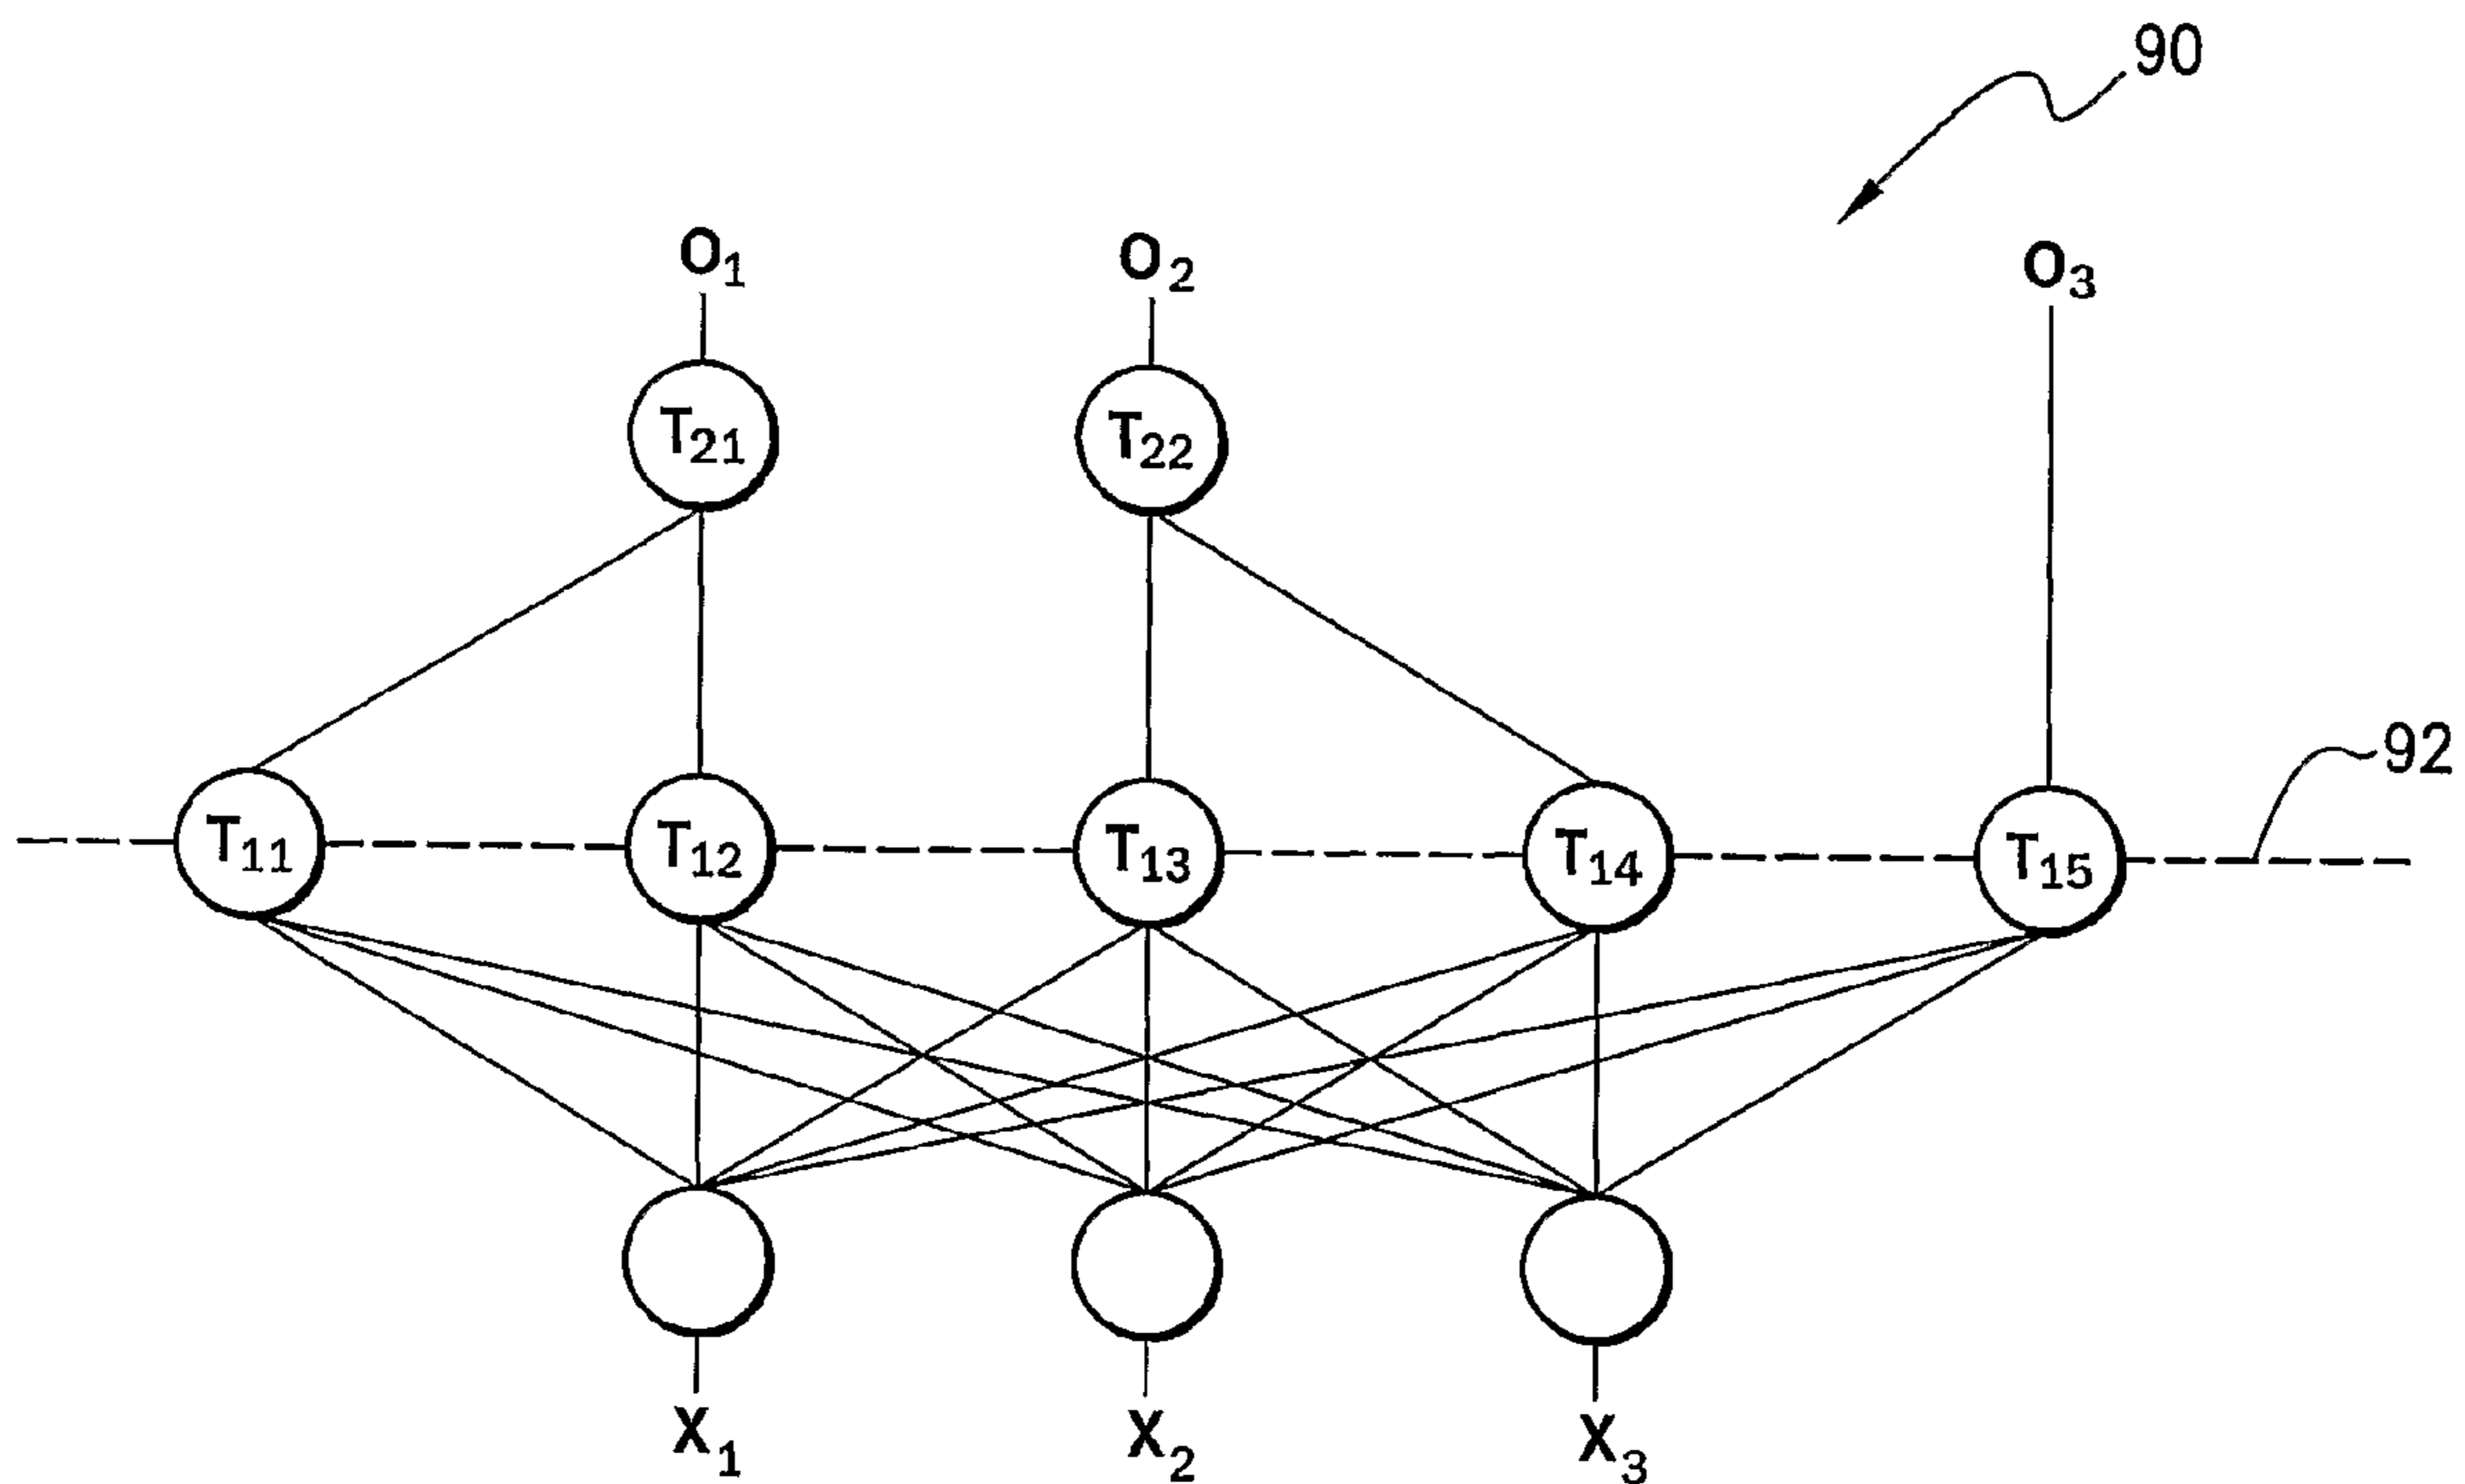 90
O₁ O₂ O₃
T₂₁ T₂₂
92
T₁₁ T₁₂ T₁₃ T₁₄ T₁₅
X₁ X₂ X₃